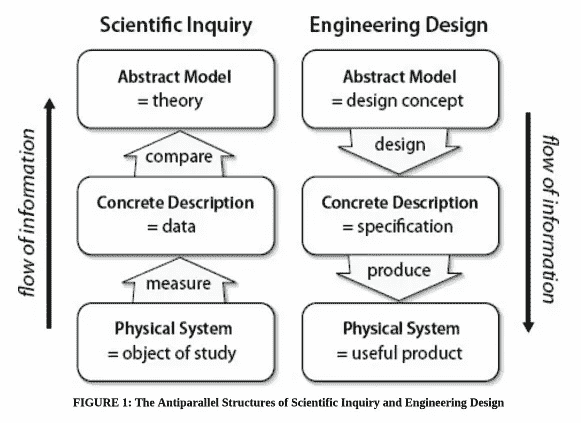 Scientific Inquiry
Engineering Design
Abstract Model
= theory
compare
Concrete Description
= data
measure
Physical System
= object of study
flow of information
Abstract Model
= design concept
design
Concrete Description
= specification
produce
Physical System
= useful product
flow of information
FIGURE 1: The Antiparallel Structures of Scientific Inquiry and Engineering Design